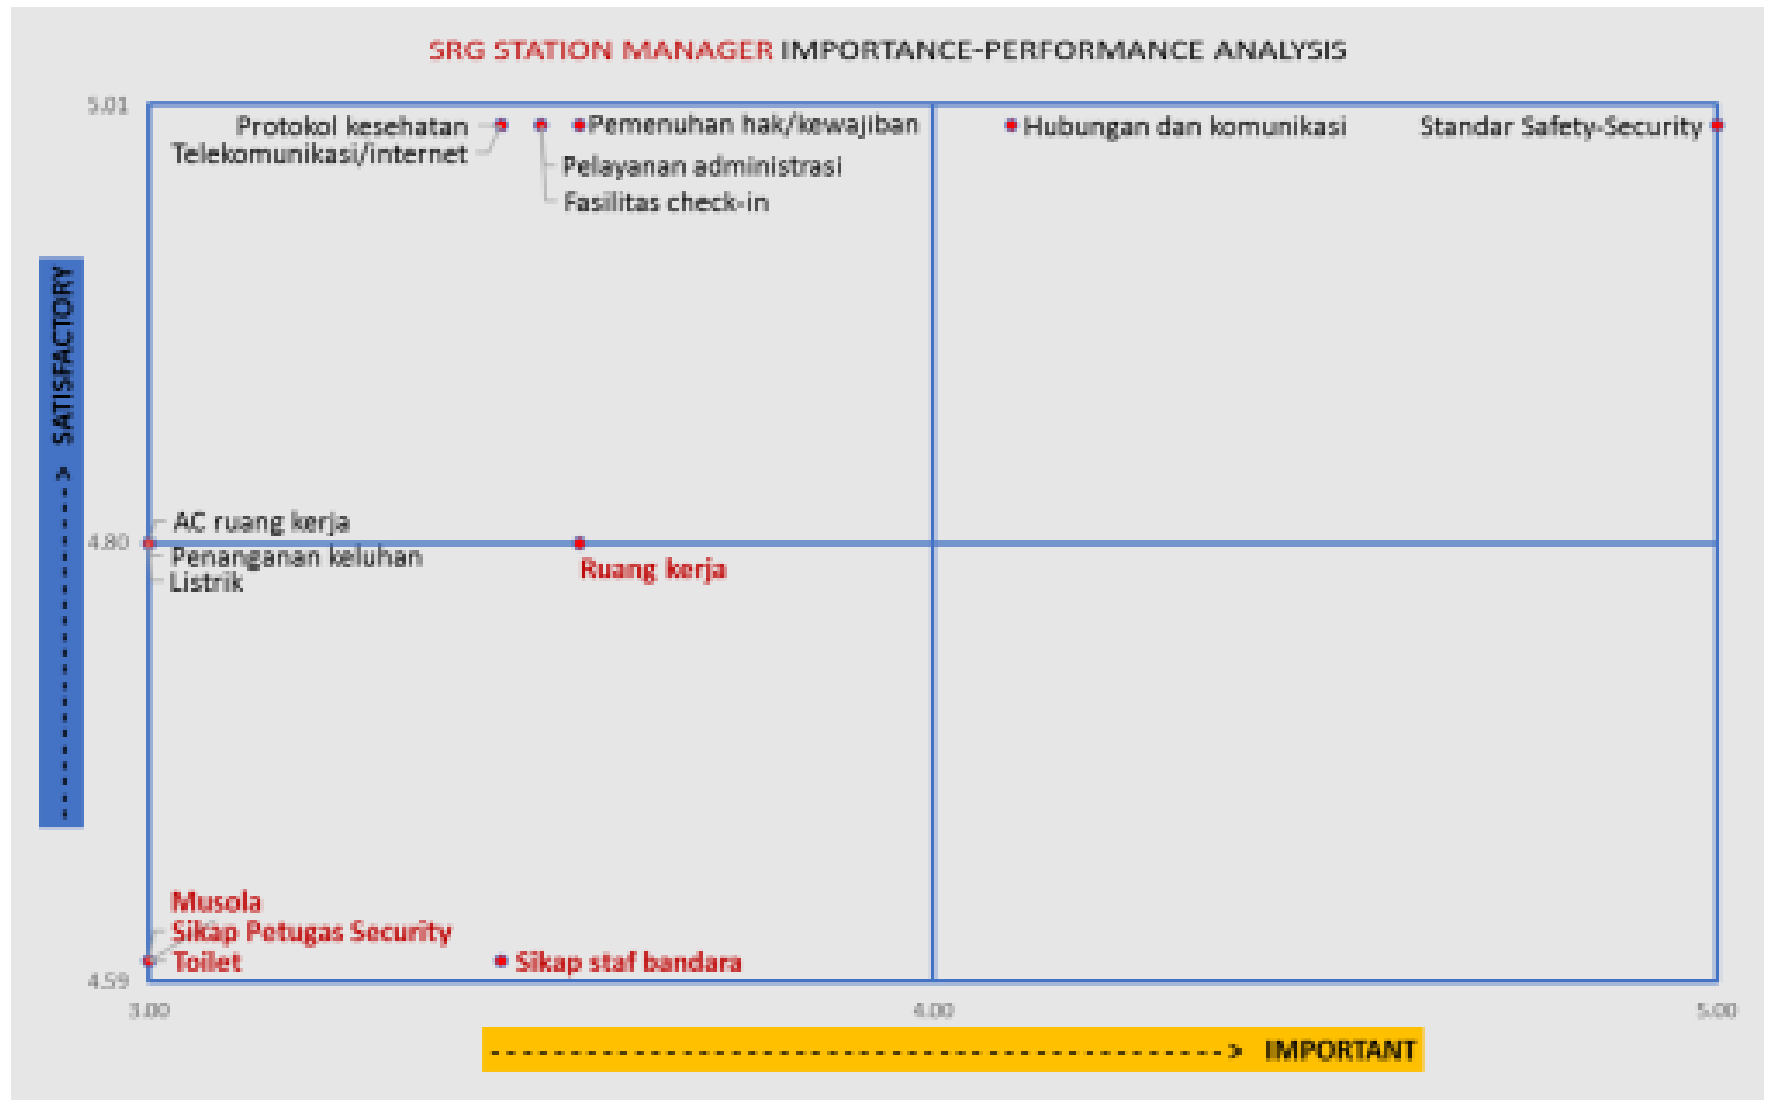 SRG STATION MANAGER IMPORTANCE-PERFORMANCE ANALYSIS
5.01
Protokol kesehatan
Telekomunikasi/internet
Pemenuhan hak/kewajiban
Pelayanan administrasi
Fasilitas check-in
Hubungan dan komunikasi
Standar Safety-Security
SATISFACTORY
4.80
AC ruang kerja
Penanganan keluhan
Listrik
Ruang kerja
Musola
Sikap Petugas Security
Toilet
Sikap staf bandara
4.59
3.00
4.00
5.00
IMPORTANT